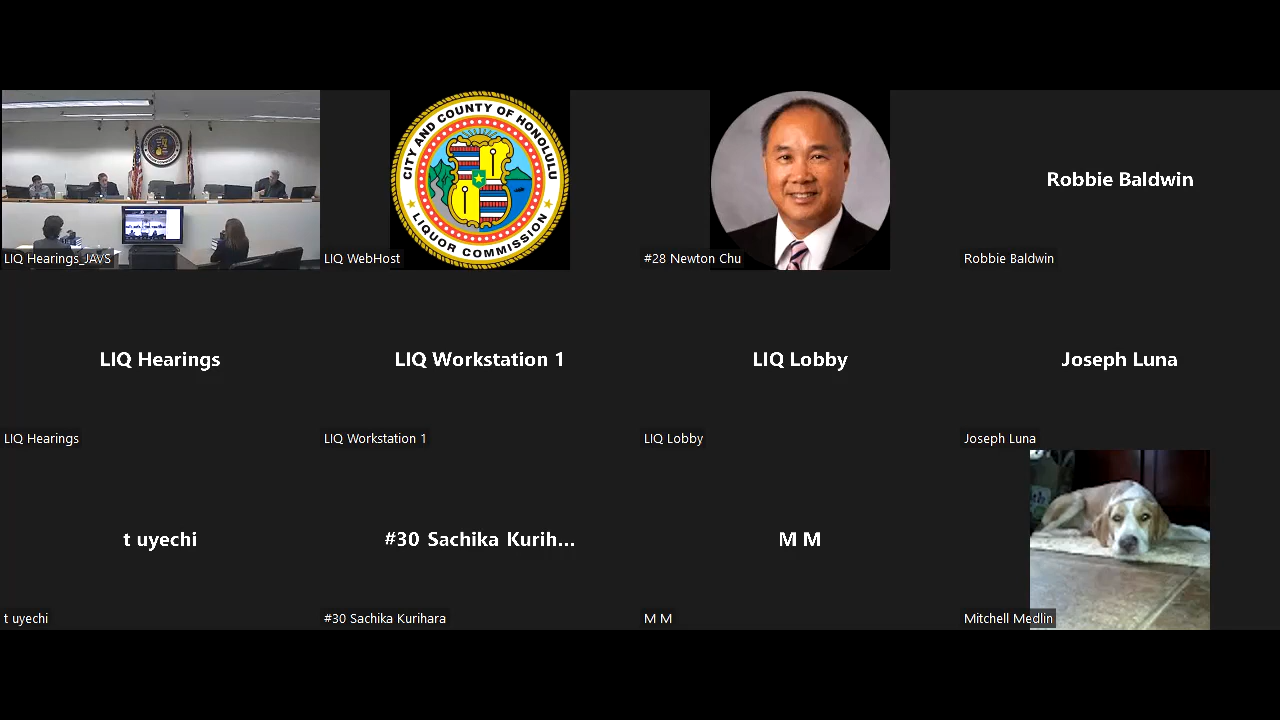 LIQ Hearings_JAVS
CITY AND COUNTY OF HONOLULU
LIQUOR COMMISSION
LIQ WebHost
#28 Newton Chu
Robbie Baldwin
Robbie Baldwin
LIQ Hearings
LIQ Workstation 1
LIQ Lobby
Joseph Luna
LIQ Hearings
LIQ Workstation 1
LIQ Lobby
Joseph Luna
t uyechi
#30 Sachika Kurih...
M M
t uyechi
#30 Sachika Kurihara
M M
Mitchell Medlin